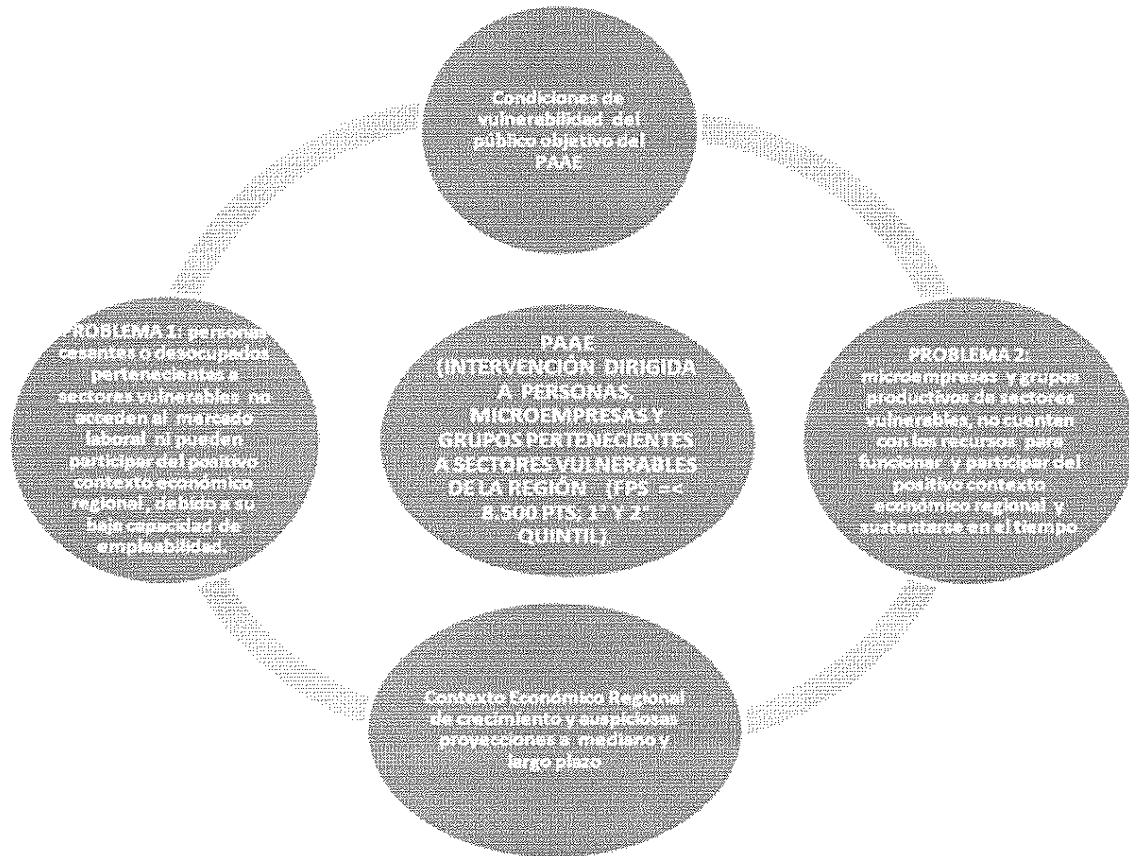 Condiciones de
vulnerabilidad del
público objetivo del
PAAE
PROBLEMA 1: personas
cesantes o desocupados
pertenecientes a
sectores vulnerables no
acceden al mercado
laboral ni pueden
participar del positivo
contexto económico
regional, debido a su
baja capacidad de
empleabilidad.
PAAE
(INTERVENCIÓN DIRIGIDA
A PERSONAS,
MICROEMPRESAS Y
GRUPOS PERTENECIENTES
A SECTORES VULNERABLES
DE LA REGIÓN (FPS =<
8.500 PTS, 1° Y 2°
QUINTIL)
PROBLEMA 2:
microempresas y grupos
productivos de sectores
vulnerables, no cuentan
con los recursos para
funcionar y participar del
positivo contexto
económico regional y
sustentarse en el tiempo
Contexto Económico Regional
de crecimiento y auspiciosas
proyecciones a mediano y
largo plazo